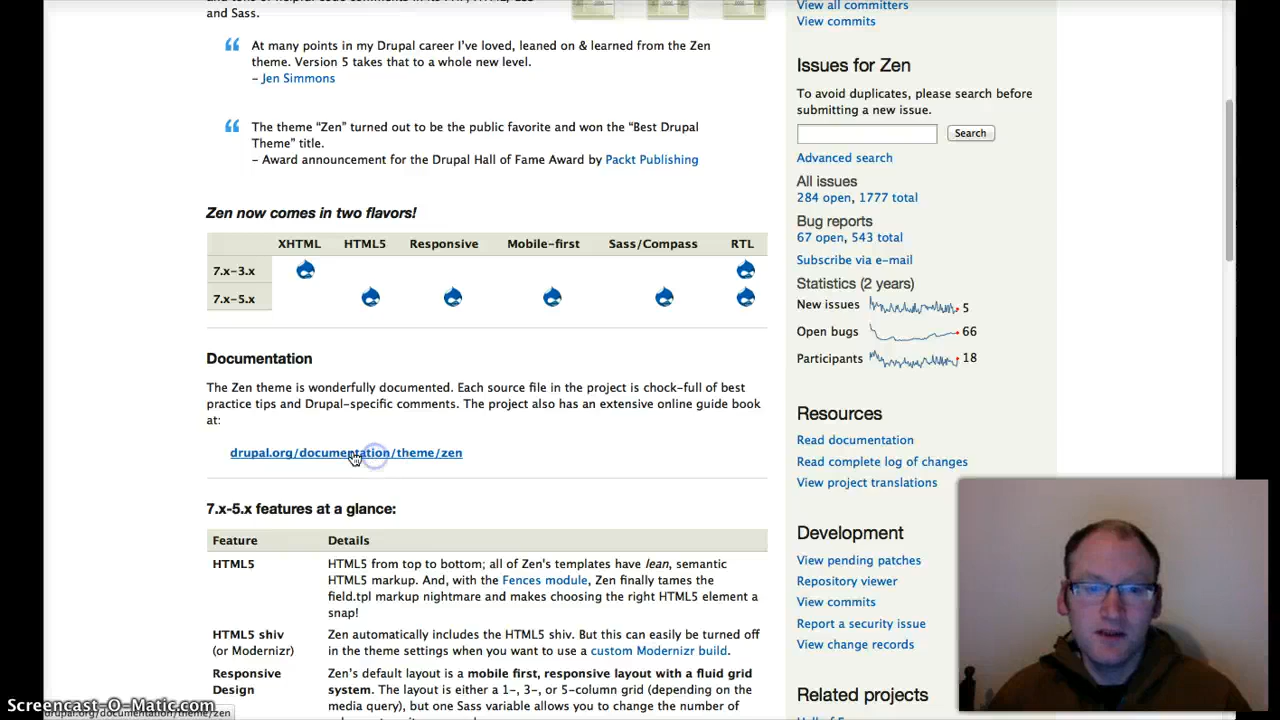 and Sass.
At many points in my Drupal career I've loved, leaned on & learned from the Zen
theme. Version 5 takes that to a whole new level.
– Jen Simmons
The theme "Zen" turned out to be the public favorite and won the "Best Drupal
Theme" title.
– Award announcement for the Drupal Hall of Fame Award by Packt Publishing
Zen now comes in two flavors!
XHTML HTML5 Responsive Mobile-first Sass/Compass RTL
7.x-3.x
7.x-5.x
Documentation
The Zen theme is wonderfully documented. Each source file in the project is chock-full of best
practice tips and Drupal-specific comments. The project also has an extensive online guide book
at:
drupal.org/documentation/theme/zen
7.x-5.x features at a glance:
Feature Details
HTML5 HTML5 from top to bottom; all of Zen's templates have lean, semantic
HTML5 markup. And, with the Fences module, Zen finally tames the
field.tpl markup nightmare and makes choosing the right HTML5 element a
snap!
HTML5 shiv Zen automatically includes the HTML5 shiv. But this can easily be turned off
(or Modernizr) in the theme settings when you want to use a custom Modernizr build.
Responsive Zen's default layout is a mobile first, responsive layout with a fluid grid
Design system. The layout is either a 1-, 3-, or 5-column grid (depending on the
media query), but one Sass variable allows you to change the number of
View all committers
View commits
Issues for Zen
To avoid duplicates, please search before
submitting a new issue.
Search
Advanced search
All issues
284 open, 1777 total
Bug reports
67 open, 543 total
Subscribe via e-mail
Statistics (2 years)
New issues 5
Open bugs 66
Participants 18
Resources
Read documentation
Read complete log of changes
View project translations
Development
View pending patches
Repository viewer
View commits
Report a security issue
View change records
Related projects
Screencast-O-Matic.com
drupal.org/documentation/theme/zen